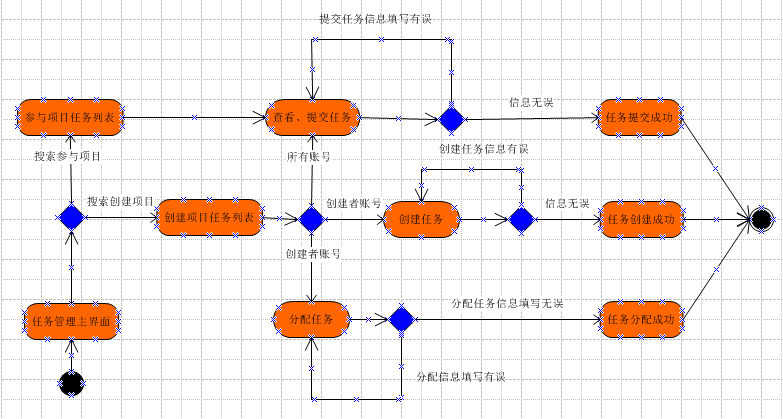 提交任务信息填写有误
参与项目任务列表
查看、提交任务
信息无误
任务提交成功
搜索参与项目
所有账号
创建任务信息有误
搜索创建项目
创建项目任务列表
创建者账号
创建任务
信息无误
任务创建成功
创建者账号
任务管理主界面
分配任务
分配任务信息填写无误
任务分配成功
分配信息填写有误